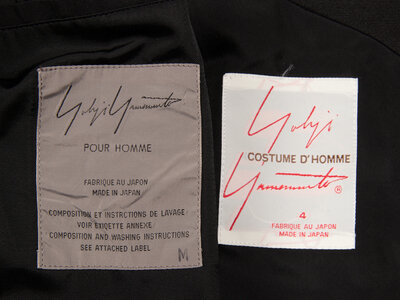 Yohji Yamamoto
POUR HOMME
FABRIQUE AU JAPON
MADE IN JAPAN
COMPOSITION ET INSTRCTIONS DE LAVAGE
VOIR ETIQETTE ANNEXE
COMPOSITION AND WASHING INSTRUCTIONS
SEE ATTACHED LABEL
M
Yohji
COSTUME D'HOMME
Yamamoto ®
4
FABRIQUE AU JAPON
MADE IN JAPAN